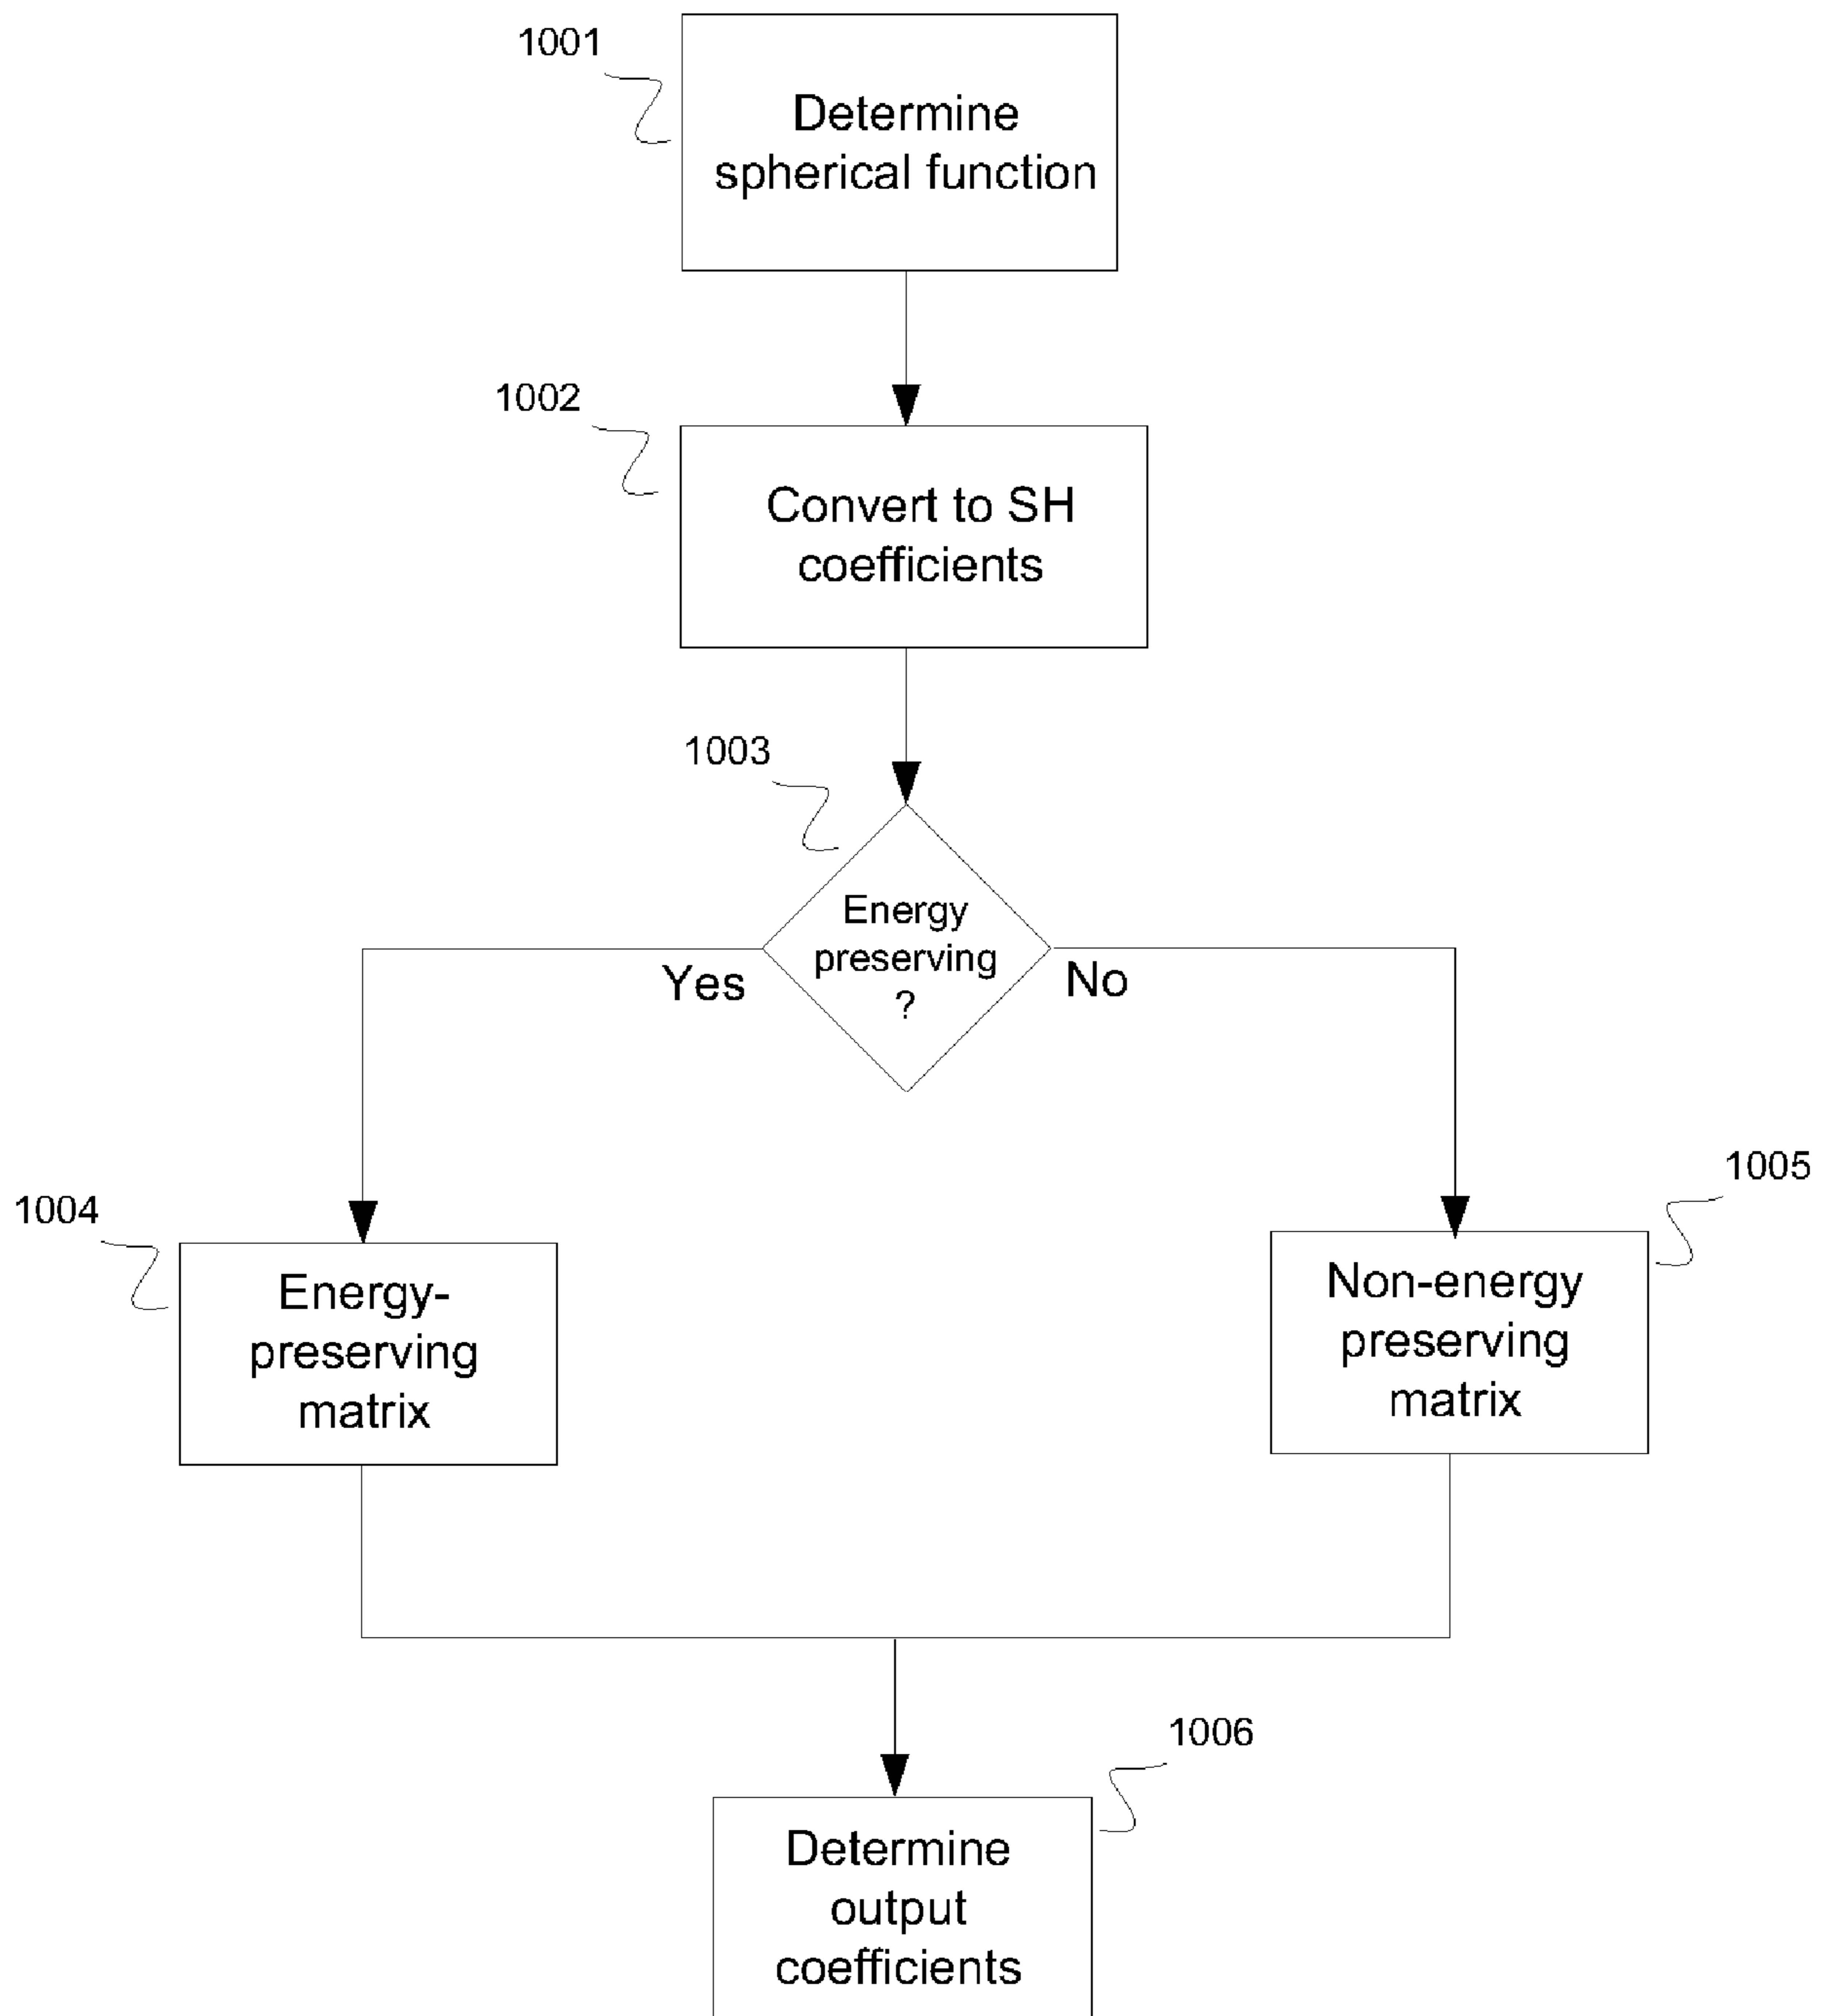 1001
Determine
spherical function
1002
Convert to SH
coefficients
1003
Energy
preserving
?
Yes
No
1004
Energy-
preserving
matrix
1005
Non-energy
preserving
matrix
1006
Determine
output
coefficients